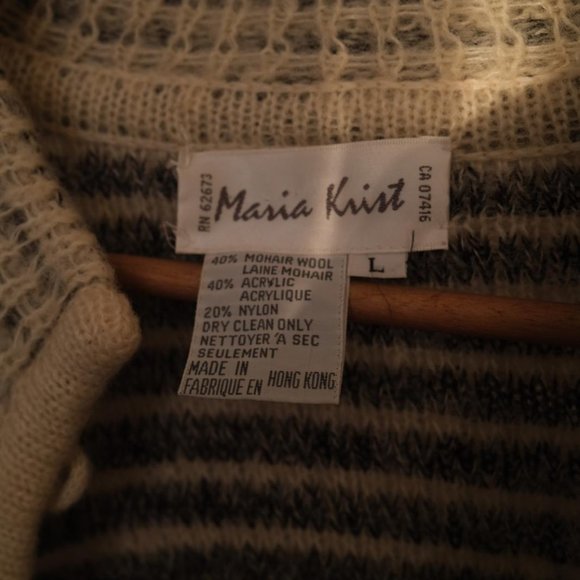 RN 62673
Maria Krist
CA 07416
L
40% MOHAIR WOOL
LAINE MOHAIR
40% ACRYLIC
ACRYLIQUE
20% NYLON
DRY CLEAN ONLY
NETTOYER 'A SEC
SEULEMENT
MADE IN
FABRIQUE EN HONG KONG